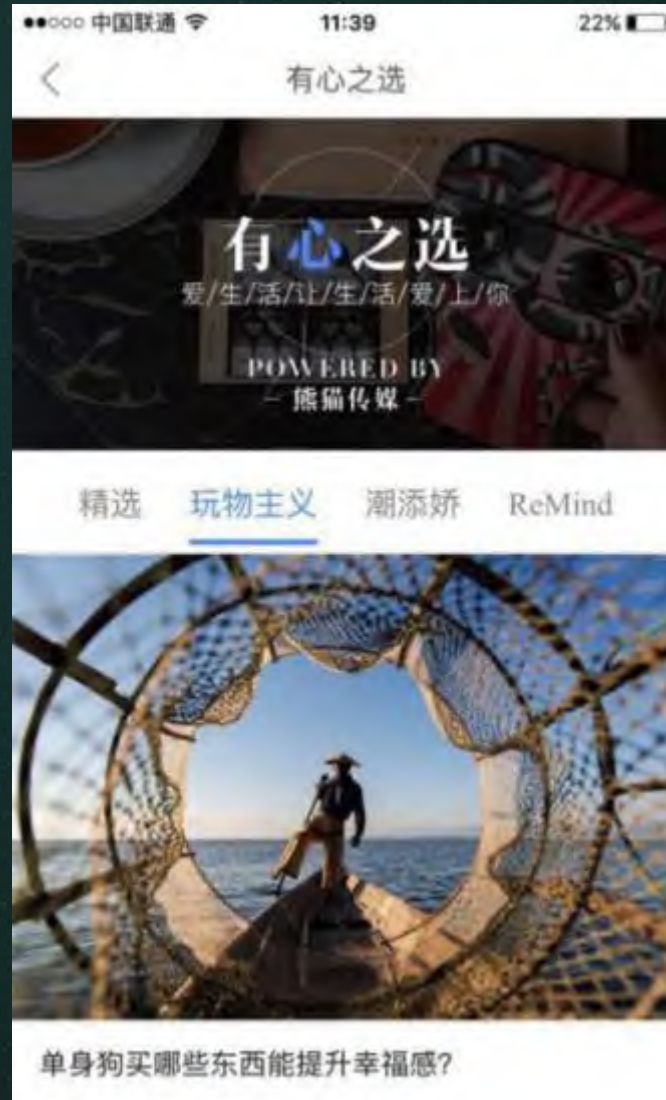 中国联通 11:39 22%
有心之选
有心之选
爱/生/活/让/生/活/爱/上/你
POWERED BY
— 熊猫传媒 —
精选 玩物主义 潮添娇 ReMind
单身狗买哪些东西能提升幸福感?